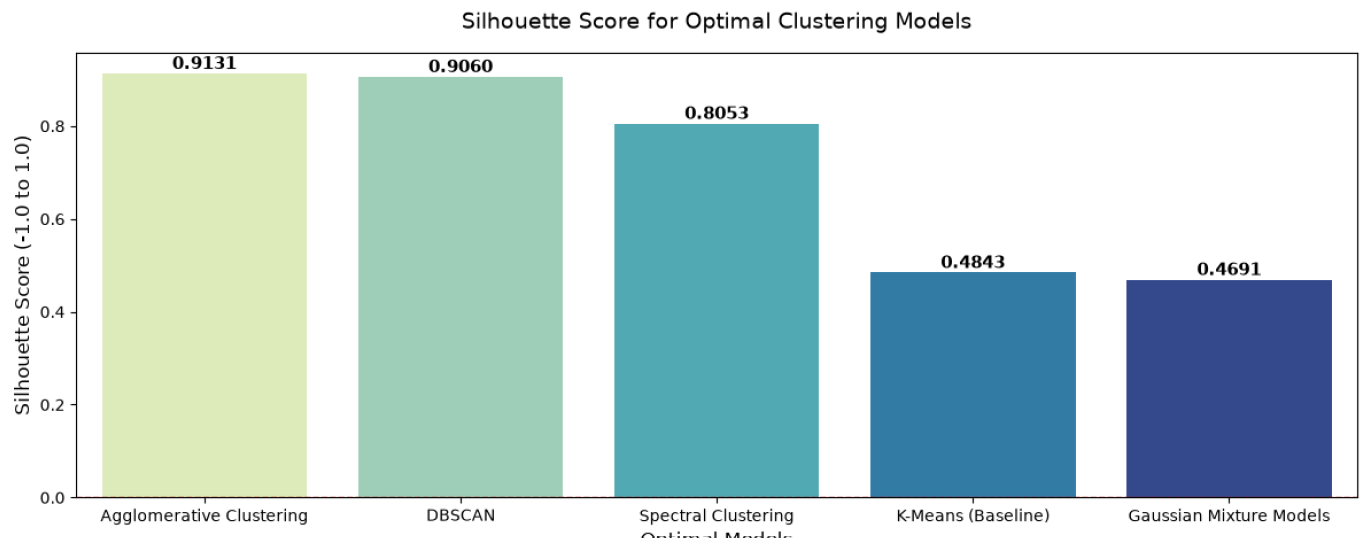 Silhouette Score for Optimal Clustering Models
0.9131
0.9060
0.8053
0.4843
0.4691
Silhouette Score (-1.0 to 1.0)
0.8
0.6
0.4
0.2
0.0
Agglomerative Clustering
DBSCAN
Spectral Clustering
K-Means (Baseline)
Gaussian Mixture Models
Optimal Models